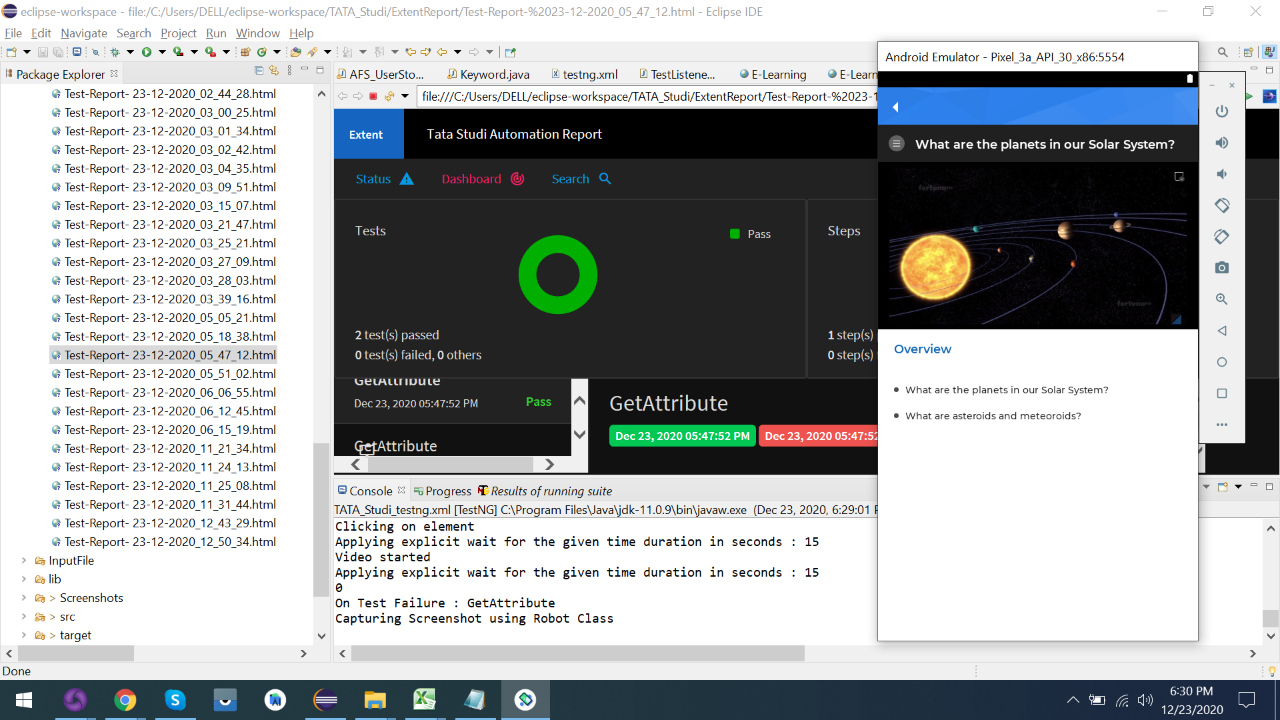 eclipse-workspace - file:/C:/Users/DELL/eclipse-workspace/TATA_Studi/ExtentReport/Test-Report-%2023-12-2020_05_47_12.html - Eclipse IDE
File Edit Navigate Search Project Run Window Help
Package Explorer
Test-Report- 23-12-2020_02_44_28.html
Test-Report- 23-12-2020_03_00_25.html
Test-Report- 23-12-2020_03_01_34.html
Test-Report- 23-12-2020_03_02_42.html
Test-Report- 23-12-2020_03_04_35.html
Test-Report- 23-12-2020_03_09_51.html
Test-Report- 23-12-2020_03_15_07.html
Test-Report- 23-12-2020_03_21_47.html
Test-Report- 23-12-2020_03_25_21.html
Test-Report- 23-12-2020_03_27_09.html
Test-Report- 23-12-2020_03_28_03.html
Test-Report- 23-12-2020_03_39_16.html
Test-Report- 23-12-2020_05_05_21.html
Test-Report- 23-12-2020_05_18_38.html
Test-Report- 23-12-2020_05_47_12.html
Test-Report- 23-12-2020_05_51_02.html
Test-Report- 23-12-2020_06_06_55.html
Test-Report- 23-12-2020_06_12_45.html
Test-Report- 23-12-2020_06_15_19.html
Test-Report- 23-12-2020_11_21_34.html
Test-Report- 23-12-2020_11_24_13.html
Test-Report- 23-12-2020_11_25_08.html
Test-Report- 23-12-2020_11_31_44.html
Test-Report- 23-12-2020_12_43_29.html
Test-Report- 23-12-2020_12_50_34.html
InputFile
lib
> Screenshots
> src
> target
AFS_UserSto... Keyword.java testng.xml TestListene... E-Learning E-Learn
file:///C:/Users/DELL/eclipse-workspace/TATA_Studi/ExtentReport/Test-Report-%2023-1
Extent Tata Studi Automation Report
Status Dashboard Search
Tests
Pass
2 test(s) passed
0 test(s) failed, 0 others
Steps
1 step(s)
0 step(s)
GetAttribute
Dec 23, 2020 05:47:52 PM Pass
GetAttribute
GetAttribute
Dec 23, 2020 05:47:52 PM Dec 23, 2020 05:47:52
Console Progress Results of running suite
TATA_Studi_testng.xml [TestNG] C:\Program Files\Java\jdk-11.0.9\bin\javaw.exe (Dec 23, 2020, 6:29:01 P
Clicking on element
Applying explicit wait for the given time duration in seconds : 15
Video started
Applying explicit wait for the given time duration in seconds : 15
0
On Test Failure : GetAttribute
Capturing Screenshot using Robot Class
Android Emulator - Pixel_3a_API_30_x86:5554
What are the planets in our Solar System?
Overview
What are the planets in our Solar System?
What are asteroids and meteoroids?
Done
6:30 PM
12/23/2020